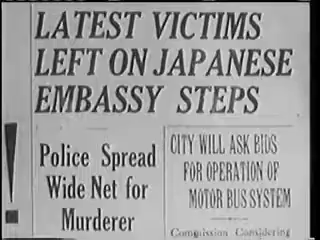 LATEST VICTIMS
LEFT ON JAPANESE
EMBASSY STEPS
!
Police Spread
Wide Net for
Murderer
CITY WILL ASK BIDS
FOR OPERATION OF
MOTOR BUS SYSTEM
Commission Considering